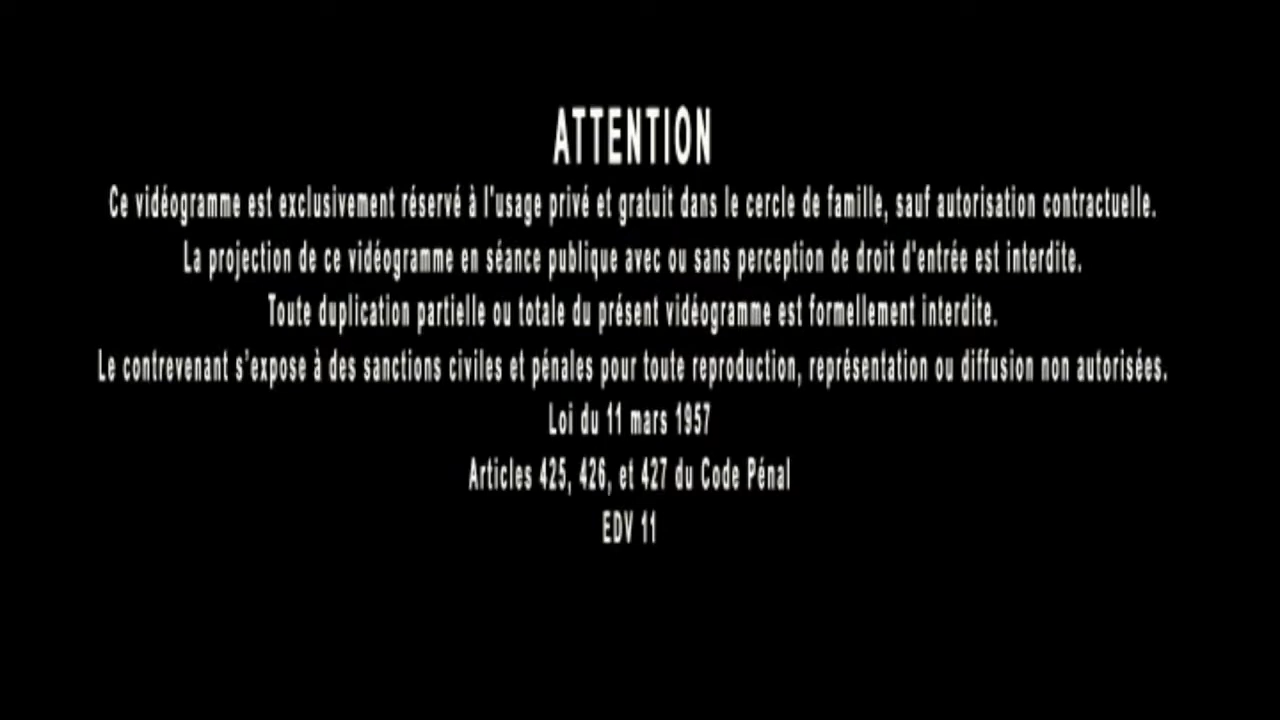 ATTENTION
Ce vidéogramme est exclusivement réservé à l'usage privé et gratuit dans le cercle de famille, sauf autorisation contractuelle.
La projection de ce vidéogramme en séance publique avec ou sans perception de droit d'entrée est interdite.
Toute duplication partielle ou totale du présent vidéogramme est formellement interdite.
Le contrevenant s'expose à des sanctions civiles et pénales pour toute reproduction, représentation ou diffusion non autorisées.
Loi du 11 mars 1957
Articles 425, 426, et 427 du Code Pénal
EDV 11